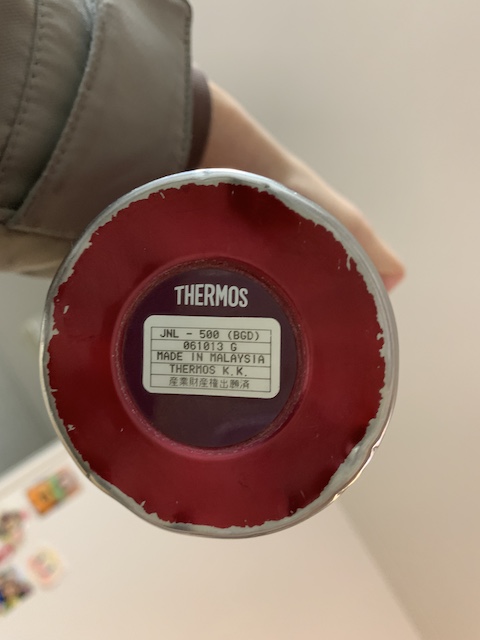 THERMOS
JNL - 500 (BGD)
061013 G
MADE IN MALAYSIA
THERMOS K.K.
産業財産権出願済